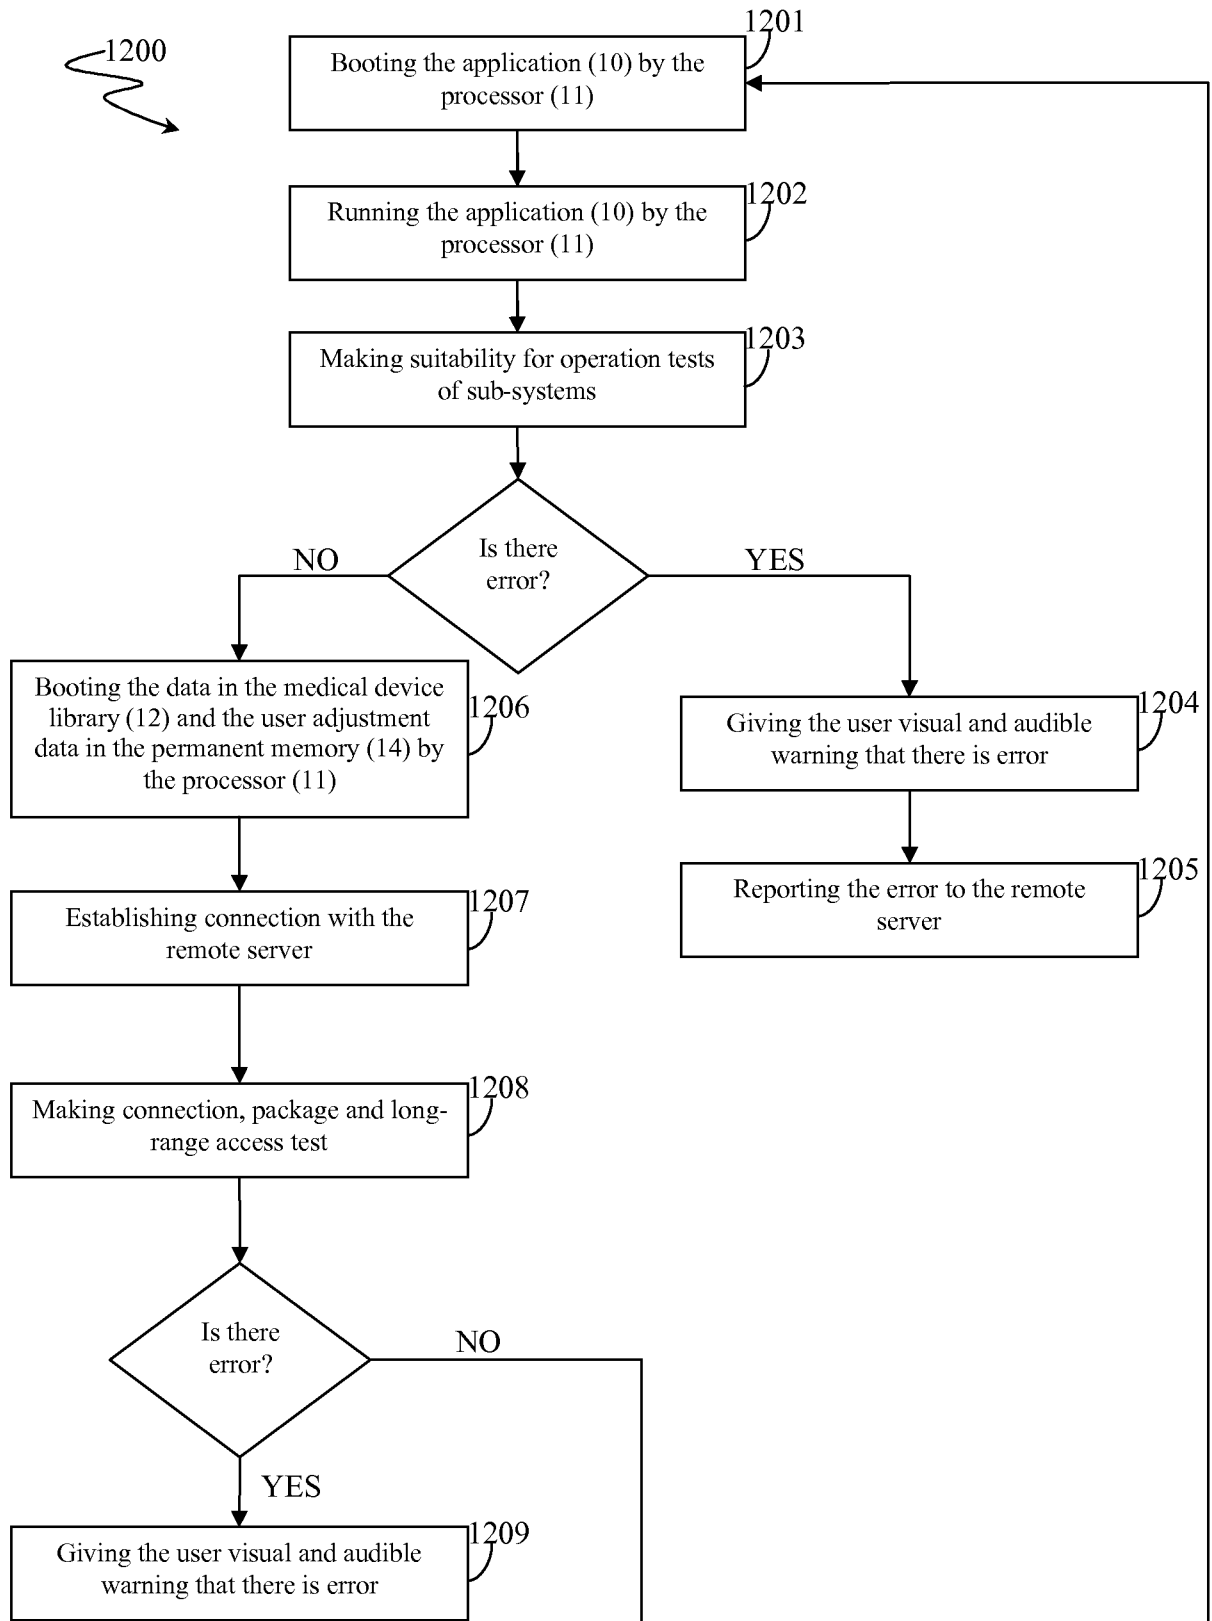 1200
1201
Booting the application (10) by the
processor (11)
1202
Running the application (10) by the
processor (11)
1203
Making suitability for operation tests
of sub-systems
Is there
error?
NO
YES
1206
Booting the data in the medical device
library (12) and the user adjustment
data in the permanent memory (14) by
the processor (11)
1204
Giving the user visual and audible
warning that there is error
1205
Reporting the error to the remote
server
1207
Establishing connection with the
remote server
1208
Making connection, package and long-
range access test
Is there
error?
NO
YES
1209
Giving the user visual and audible
warning that there is error